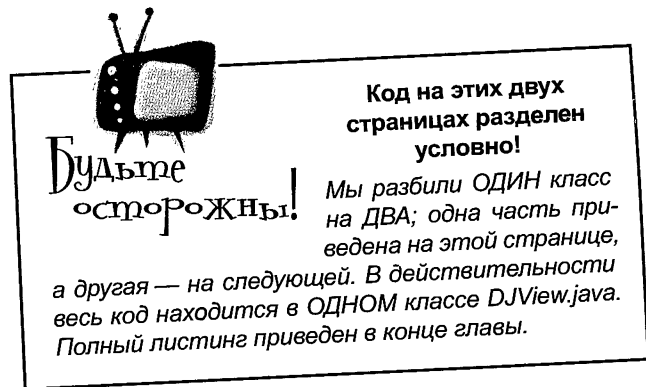 Будьте
осторожны!
Код на этих двух
страницах разделен
условно!
Мы разбили ОДИН класс
на ДВА; одна часть при-
ведена на этой странице,
а другая — на следующей. В действительности
весь код находится в ОДНОМ классе DJView.java.
Полный листинг приведен в конце главы.